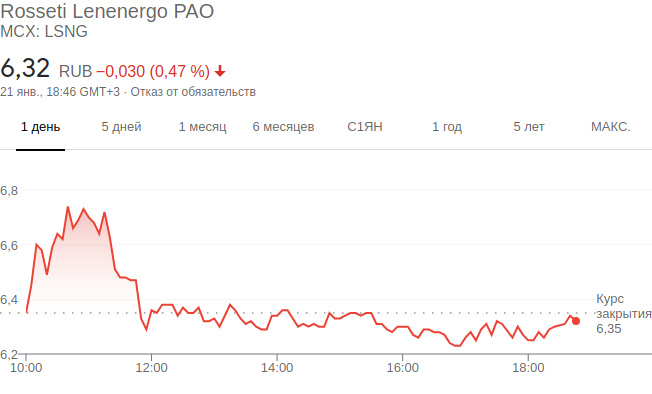 Rosseti Lenenergo PAO
MCX: LSNG
6,32 RUB −0,030 (0,47 %)
21 янв., 18:46 GMT+3 · Отказ от обязательств
1 день 5 дней 1 месяц 6 месяцев С1ЯН 1 год 5 лет МАКС.
6,8
6,6
6,4
Курс
закрытия
6,35
6,2
10:00 12:00 14:00 16:00 18:00